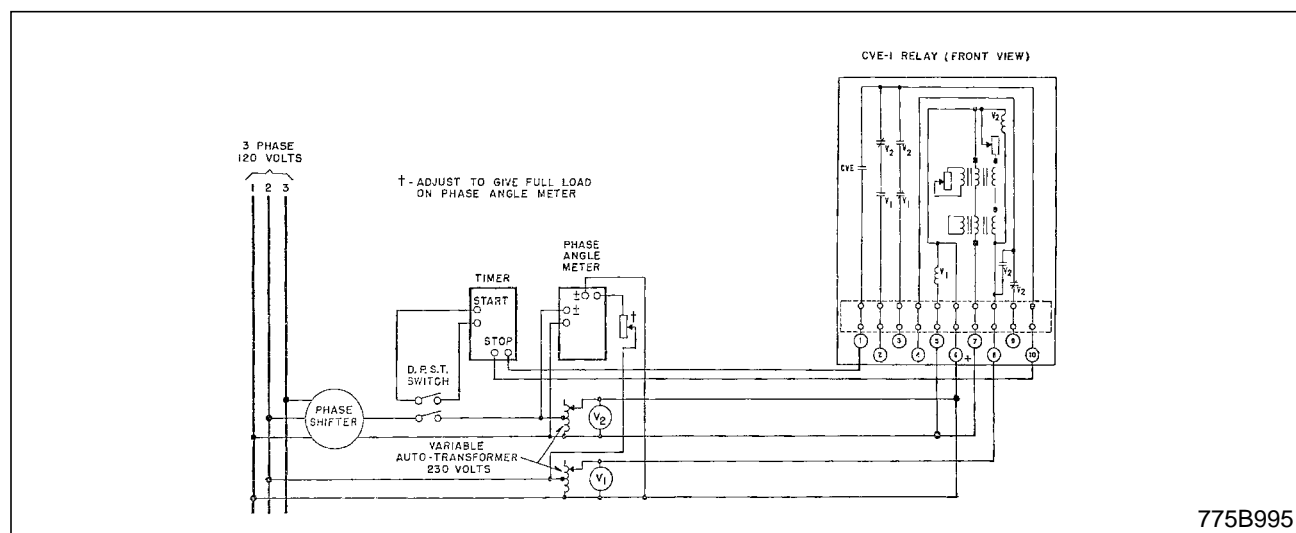 CVE-1 RELAY (FRONT VIEW)
3 PHASE
120 VOLTS
1 2 3
†-ADJUST TO GIVE FULL LOAD
ON PHASE ANGLE METER
V2
V2
V2
CVE
V1
V1
V1
V2
V2
PHASE
ANGLE
METER
TIMER
START
±
±
†
STOP
D.P.S.T.
SWITCH
1
2
3
4
5
6
+
7
8
9
10
PHASE
SHIFTER
V2
VARIABLE
AUTO-TRANSFORMER
230 VOLTS
V1
775B995